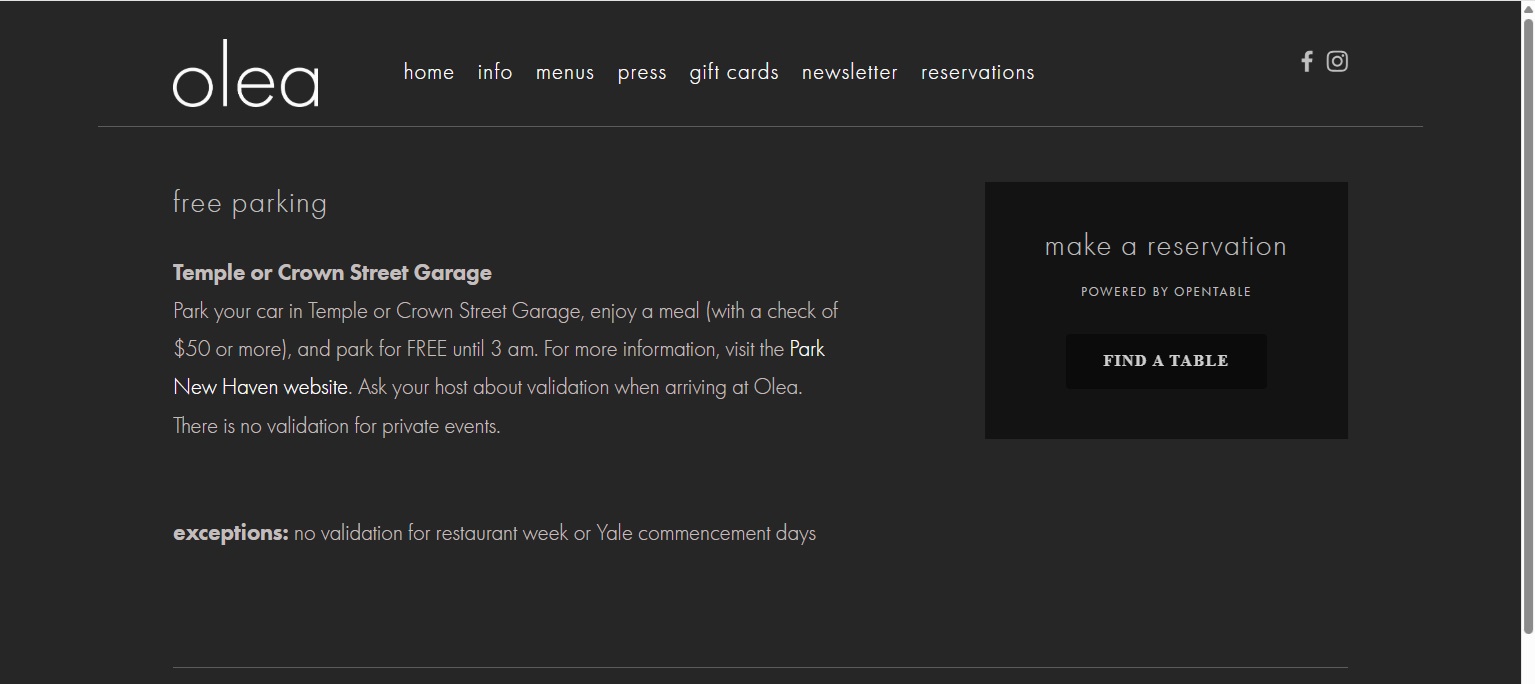 olea
home info menus press gift cards newsletter reservations
free parking
Temple or Crown Street Garage
Park your car in Temple or Crown Street Garage, enjoy a meal (with a check of
$50 or more), and park for FREE until 3 am. For more information, visit the Park
New Haven website. Ask your host about validation when arriving at Olea.
There is no validation for private events.
exceptions: no validation for restaurant week or Yale commencement days
make a reservation
POWERED BY OPENTABLE
FIND A TABLE